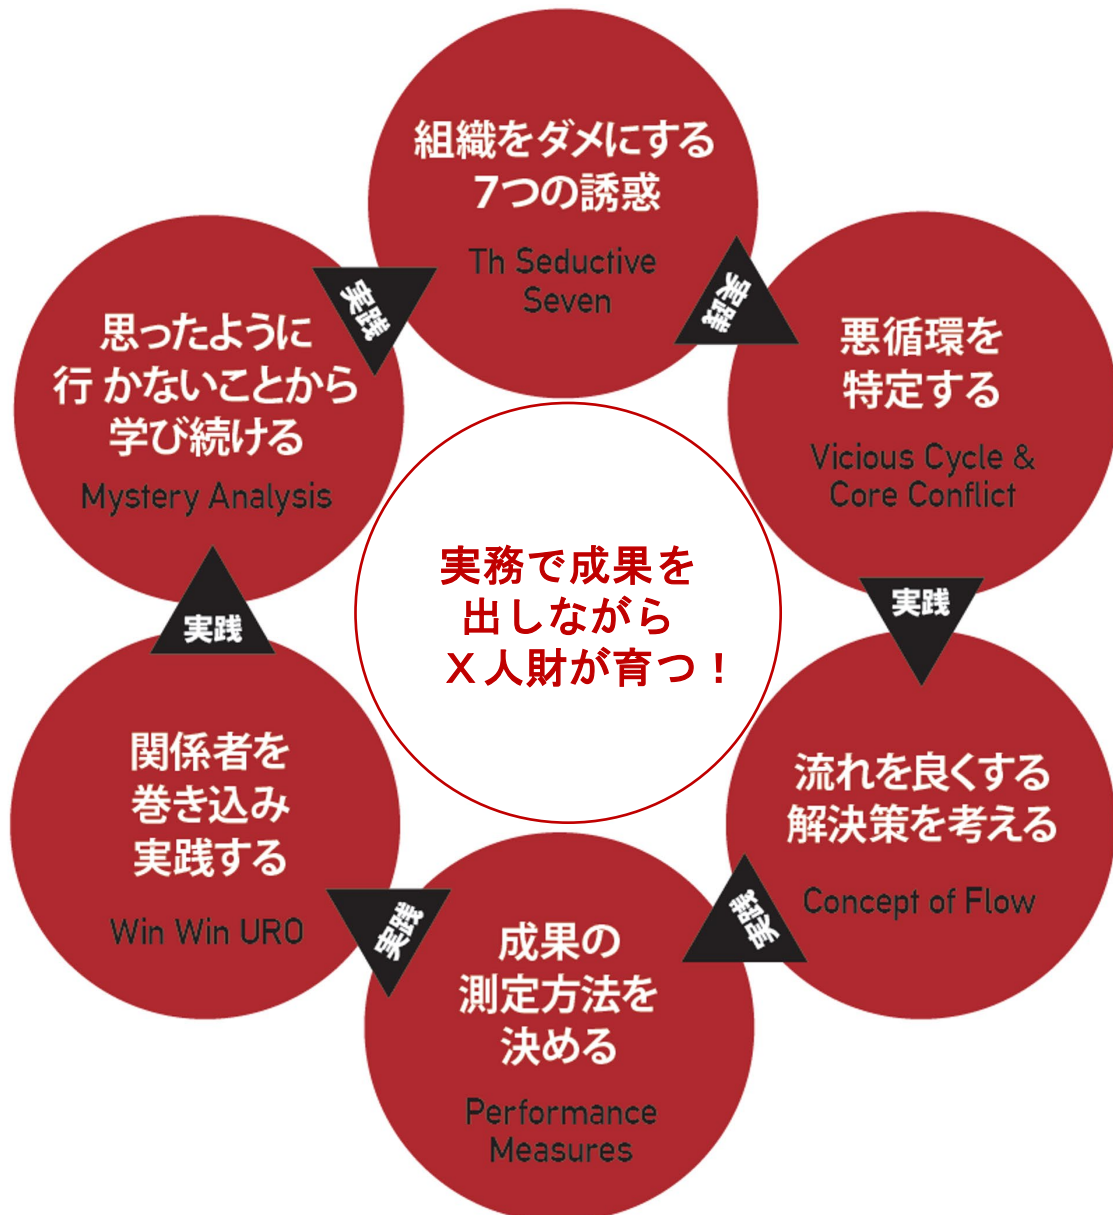 組織をダメにする
7つの誘惑
Th Seductive
Seven
実践
悪循環を
特定する
Vicious Cycle &
Core Conflict
実践
流れを良くする
解決策を考える
Concept of Flow
実践
成果の
測定方法を
決める
Performance
Measures
実践
関係者を
巻き込み
実践する
Win Win URO
実践
思ったように
行 かないことから
学び続ける
Mystery Analysis
実践
実務で成果を
出しながら
X人財が育つ！